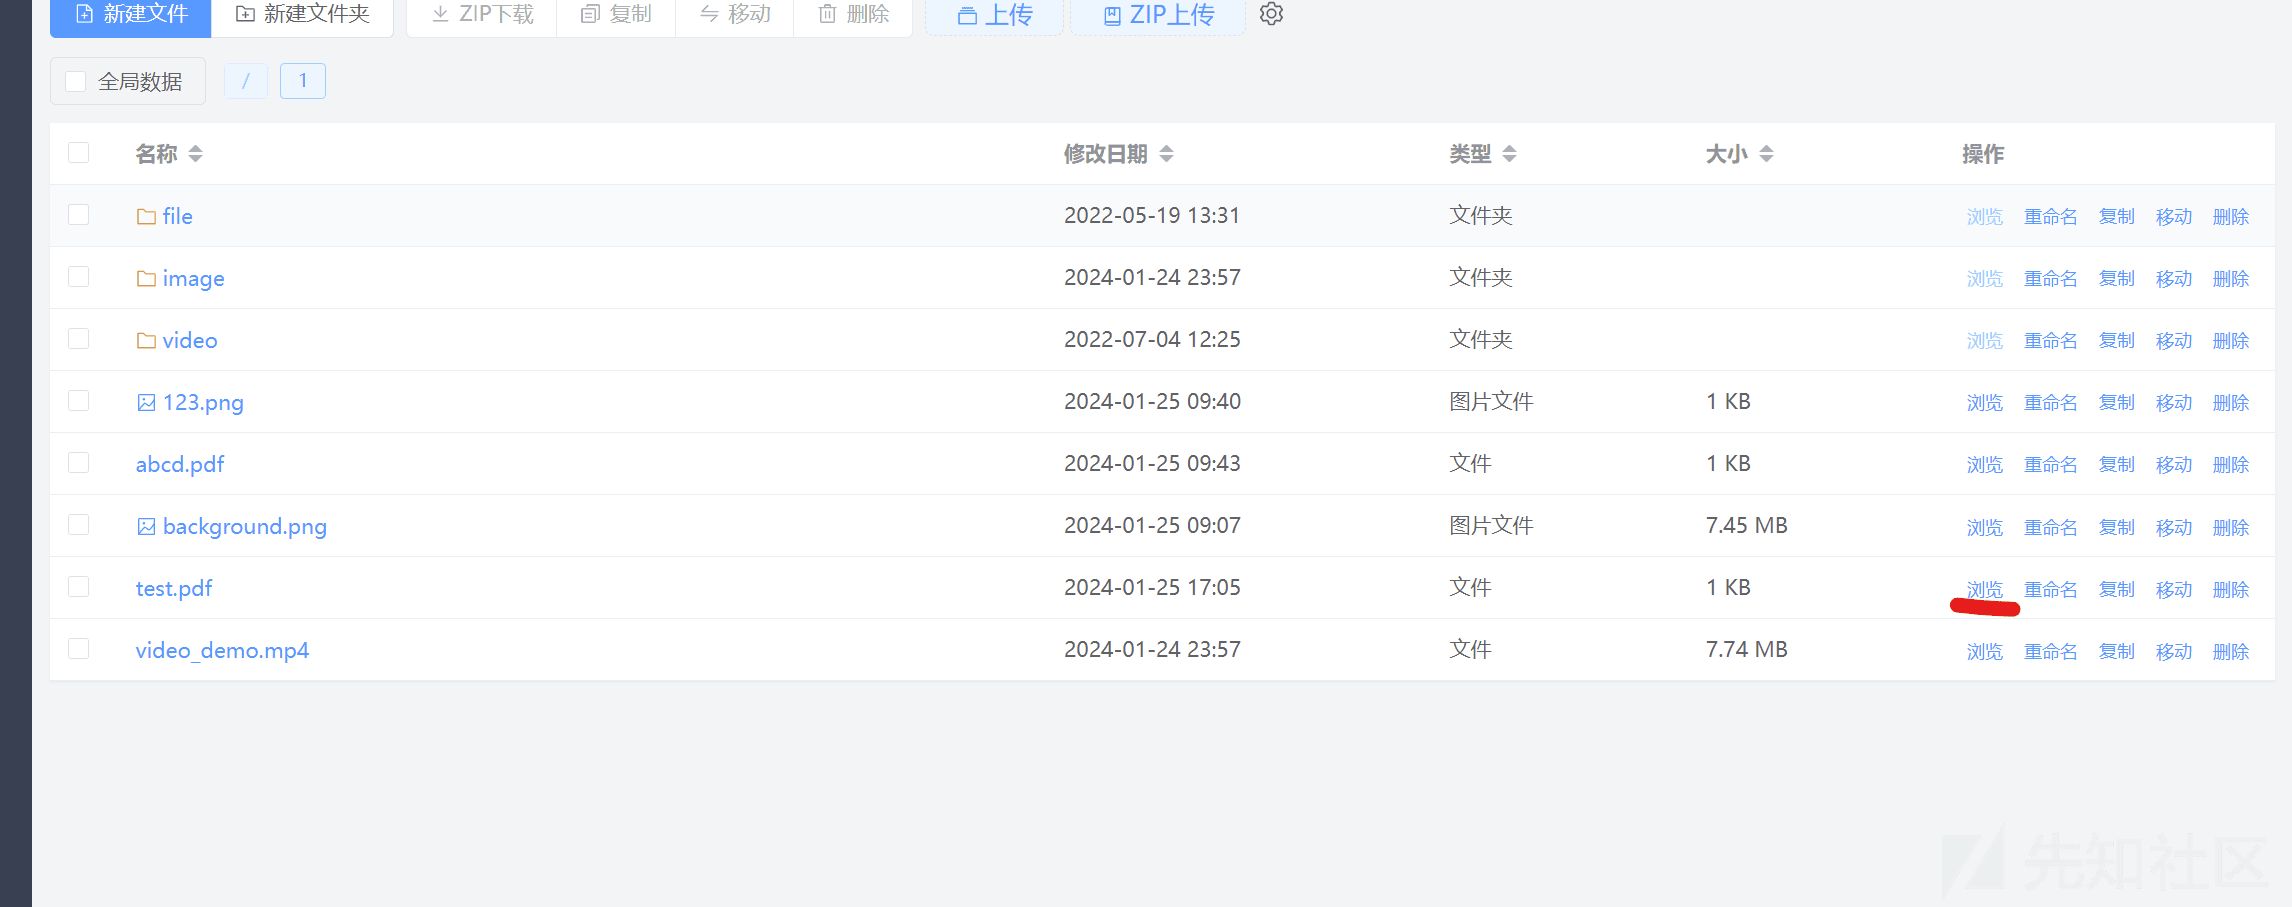 新建文件 新建文件夹 ZIP下载 复制 移动 删除 上传 ZIP上传
全局数据 / 1
名称 修改日期 类型 大小 操作
file 2022-05-19 13:31 文件夹 浏览 重命名 复制 移动 删除
image 2024-01-24 23:57 文件夹 浏览 重命名 复制 移动 删除
video 2022-07-04 12:25 文件夹 浏览 重命名 复制 移动 删除
123.png 2024-01-25 09:40 图片文件 1 KB 浏览 重命名 复制 移动 删除
abcd.pdf 2024-01-25 09:43 文件 1 KB 浏览 重命名 复制 移动 删除
background.png 2024-01-25 09:07 图片文件 7.45 MB 浏览 重命名 复制 移动 删除
test.pdf 2024-01-25 17:05 文件 1 KB 浏览 重命名 复制 移动 删除
video_demo.mp4 2024-01-24 23:57 文件 7.74 MB 浏览 重命名 复制 移动 删除
先知社区